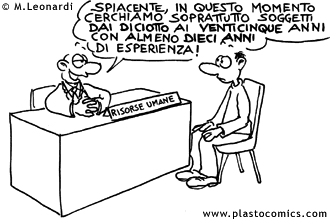 © M.Leonardi
SPIACENTE, IN QUESTO MOMENTO
CERCHIAMO SOPRATTUTTO SOGGETTI
DAI DICIOTTO AI VENTICINQUE ANNI
CON ALMENO DIECI ANNI
DI ESPERIENZA!
RISORSE UMANE
© www.plastocomics.com